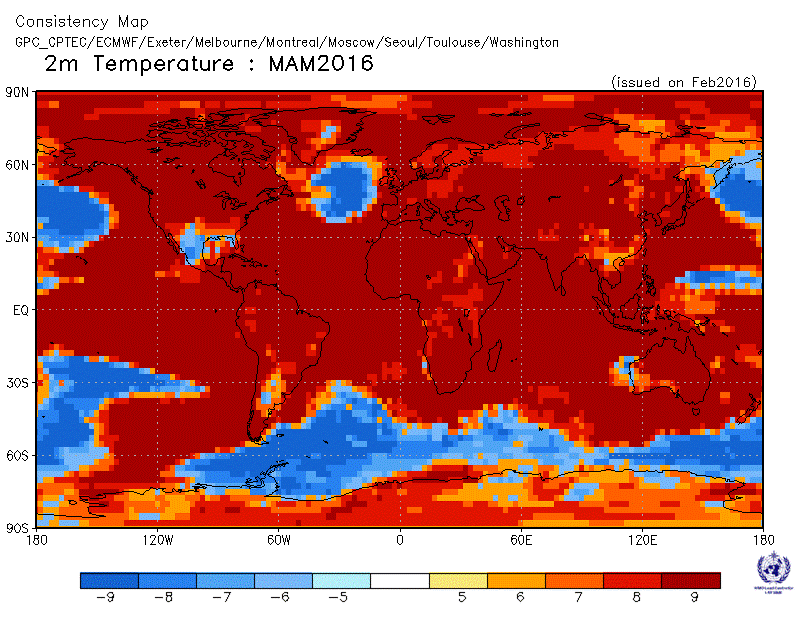 Consistency Map
GPC_CPTEC/ECMWF/Exeter/Melbourne/Montreal/Moscow/Seoul/Toulouse/Washington
2m Temperature : MAM2016
(issued on Feb2016)
90N
60N
30N
EQ
30S
60S
90S
180 120W 60W 0 60E 120E 180
-9 -8 -7 -6 -5 5 6 7 8 9